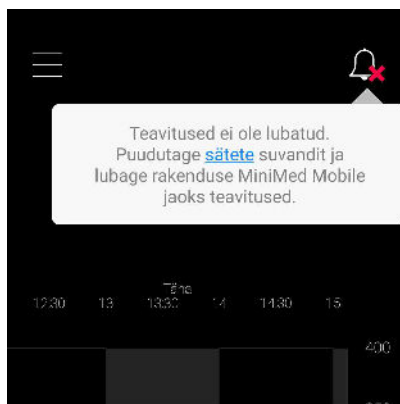 Teavitused ei ole lubatud.
Puudutage sätete suvandit ja
lubage rakenduse MiniMed Mobile
jaoks teavitused.
Täna
12:30 13 13:30 14 14:30 15
400